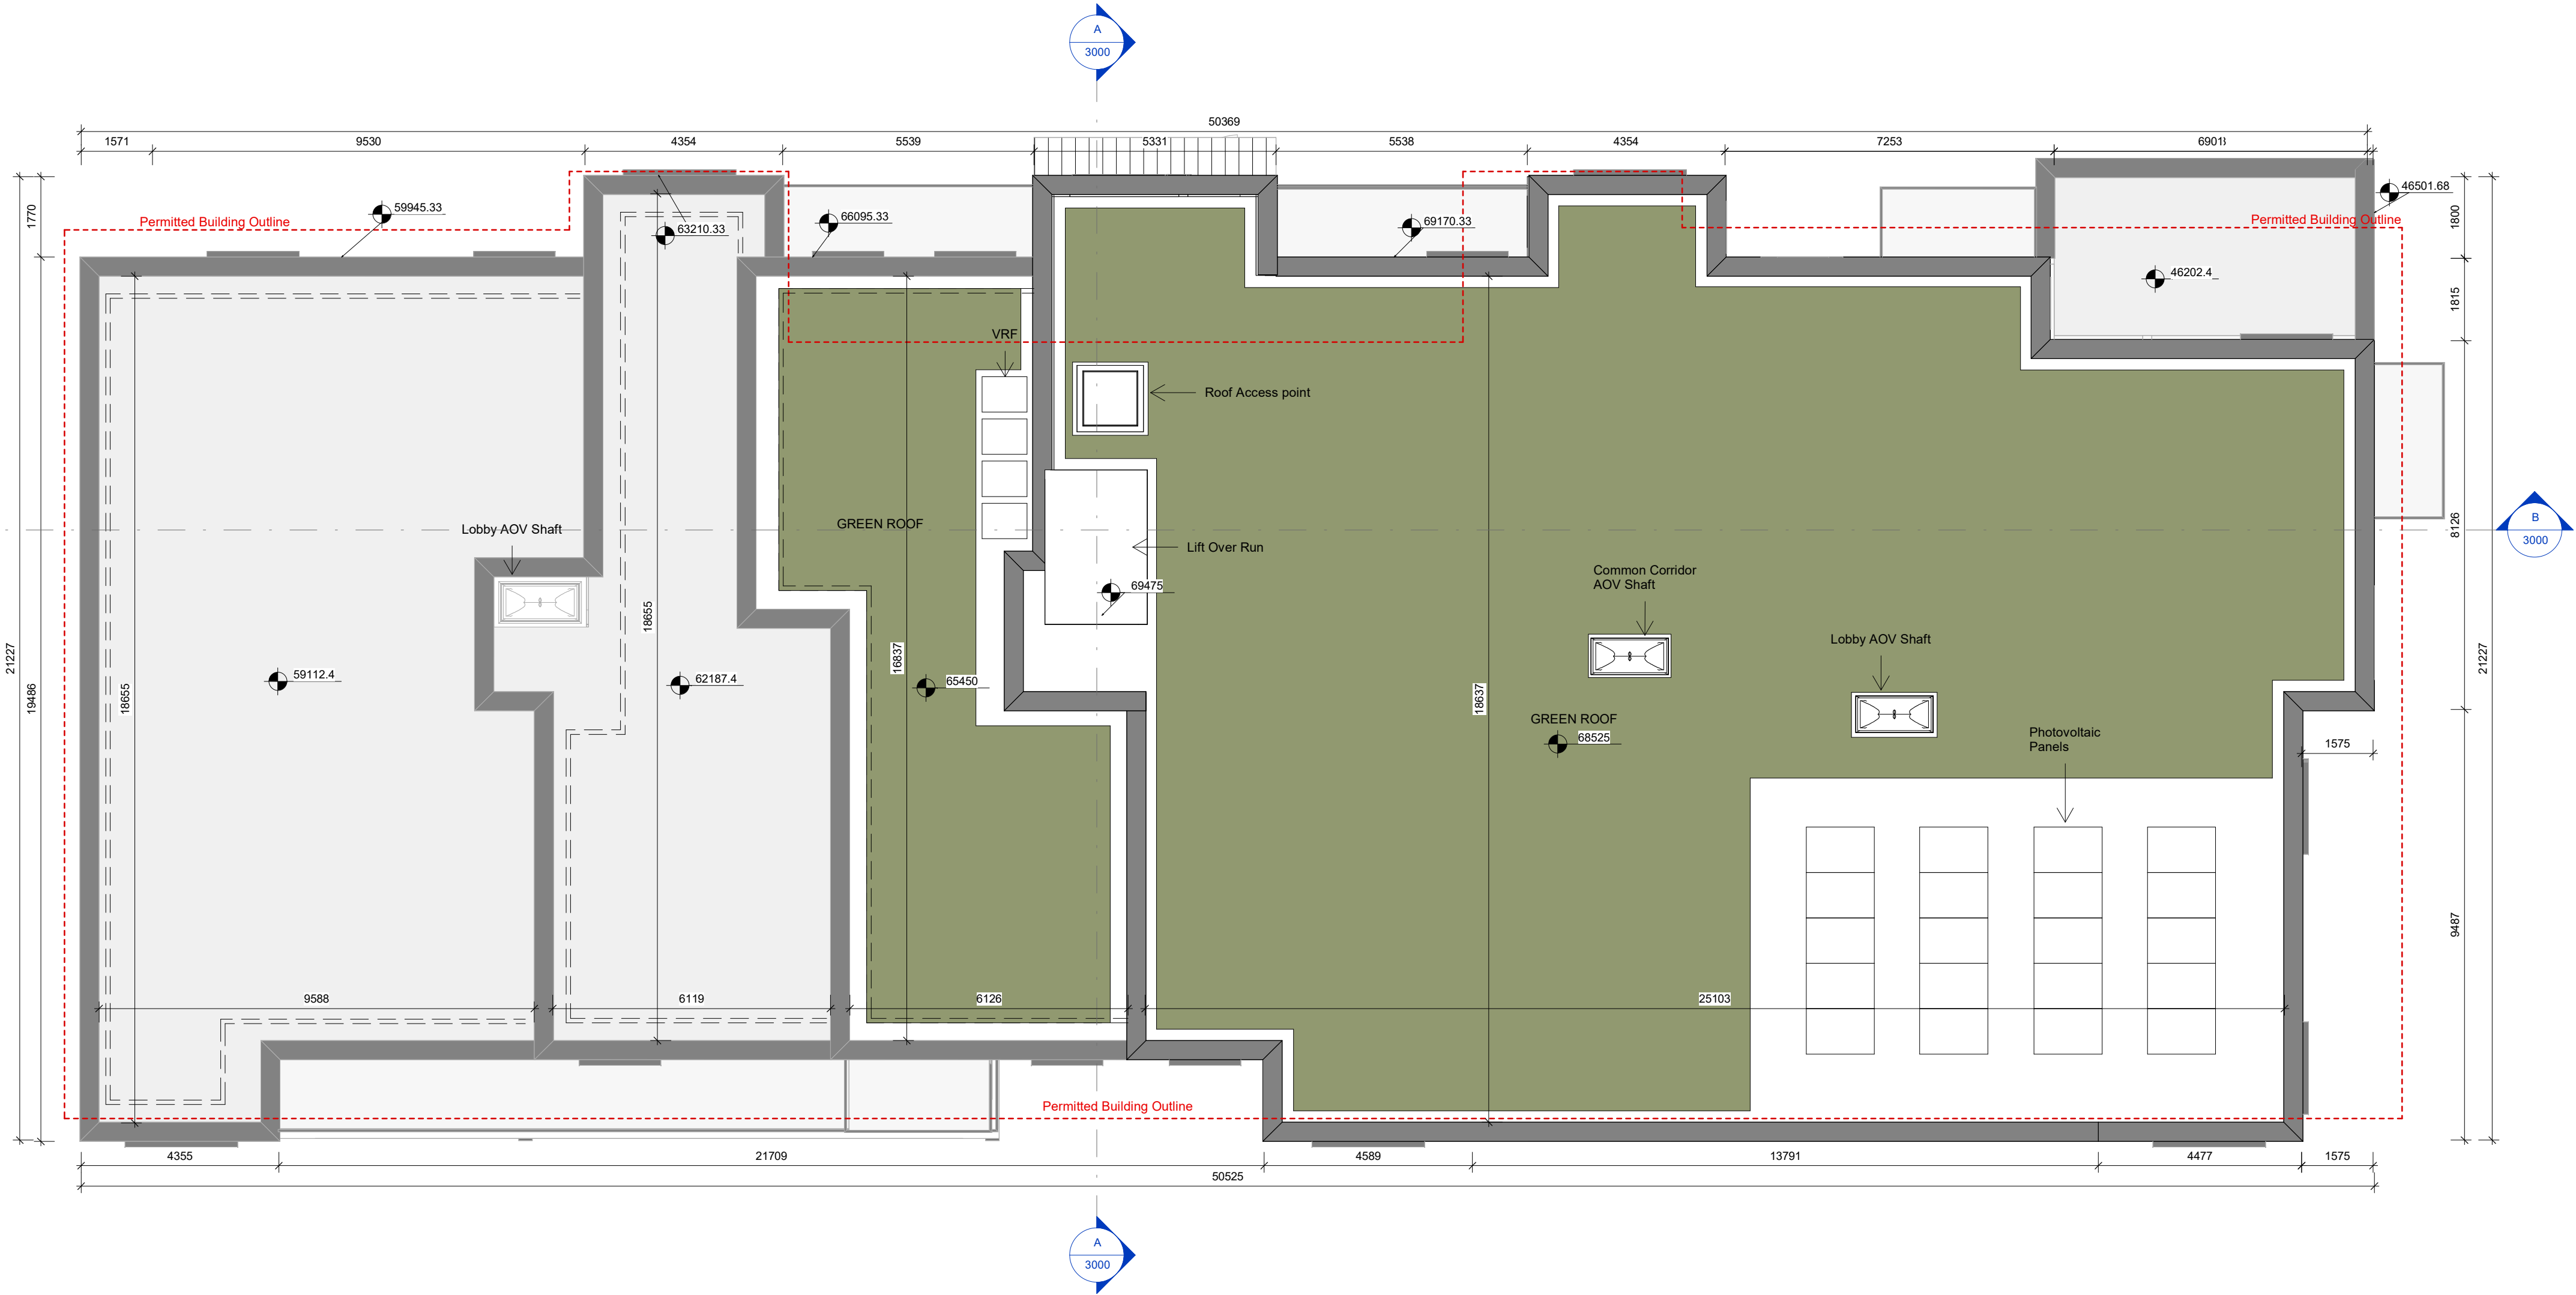 A
3000
50369
1571
9530
4354
5539
5331
5538
4354
7253
59945.33
66095.33
69170.33
46501.68
63210.33
Permitted Building Outline
Permitted Building Outline
1770
1800
46202.4
1815
VRF
Roof Access point
GREEN ROOF
Lobby AOV Shaft
Lift Over Run
8126
B
3000
Common Corridor
AOV Shaft
69475
18655
Lobby AOV Shaft
21227
19486
18655
16837
18637
21227
59112.4
62187.4
65450
GREEN ROOF
68525
Photovoltaic
Panels
1575
9487
9588
6119
6126
25103
Permitted Building Outline
4355
21709
4589
13791
4477
1575
50525
A
3000